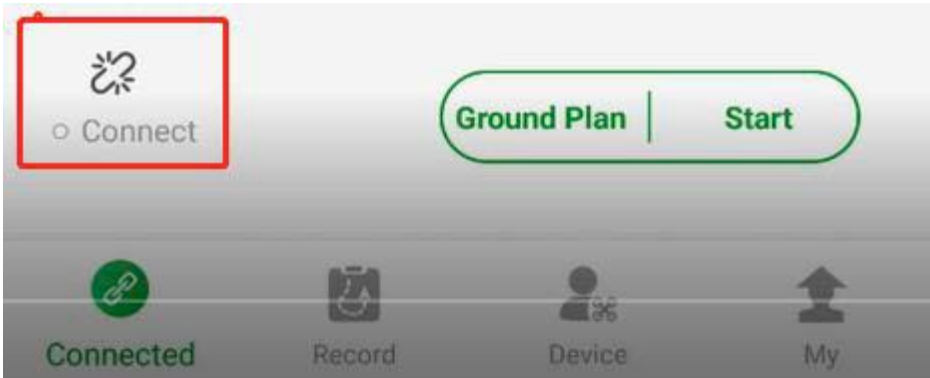 Connect
Ground Plan
Start
Connected
Record
Device
My